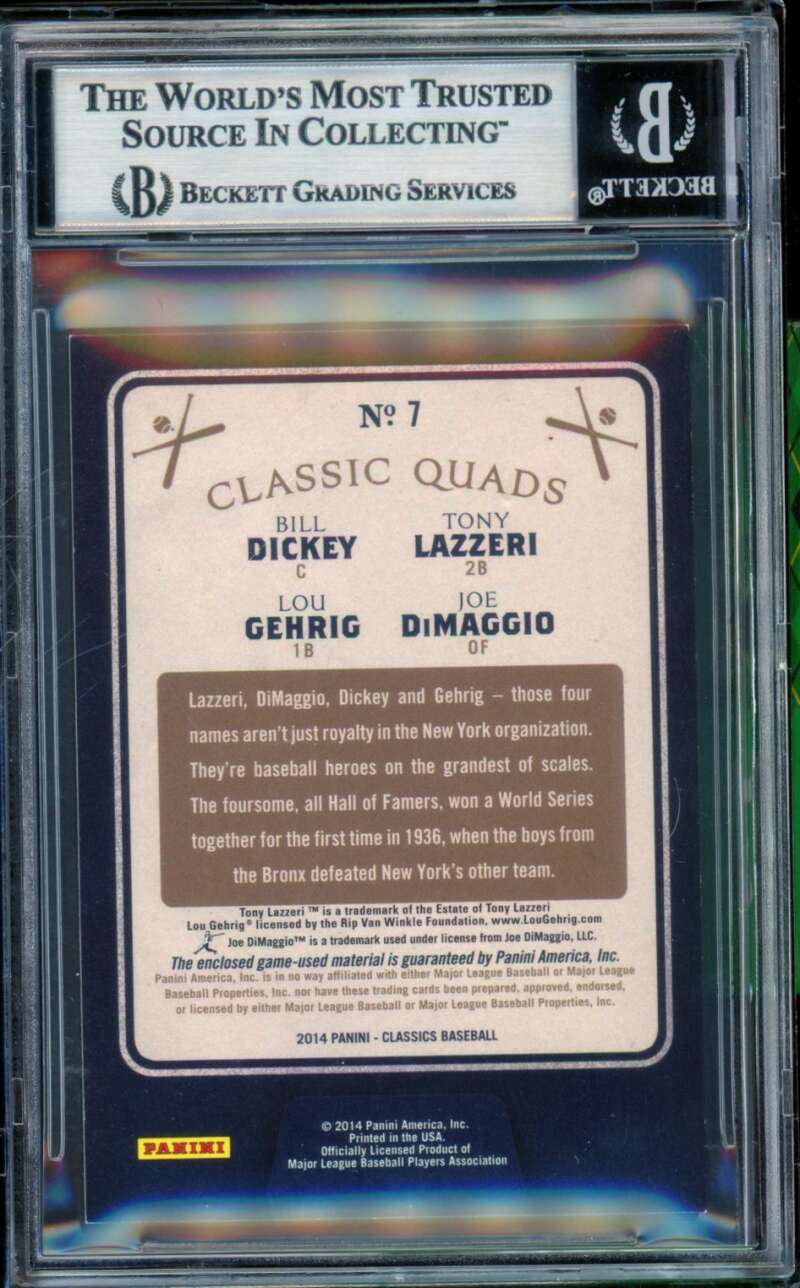 THE WORLD'S MOST TRUSTED
SOURCE IN COLLECTING™
B BECKETT GRADING SERVICES
B
BECKETT®
Nº 7
CLASSIC QUADS
BILL DICKEY C
TONY LAZZERI 2B
LOU GEHRIG 1B
JOE DiMAGGIO OF
Lazzeri, DiMaggio, Dickey and Gehrig – those four
names aren't just royalty in the New York organization.
They're baseball heroes on the grandest of scales.
The foursome, all Hall of Famers, won a World Series
together for the first time in 1936, when the boys from
the Bronx defeated New York's other team.
Tony Lazzeri ™ is a trademark of the Estate of Tony Lazzeri
Lou Gehrig® licensed by the Rip Van Winkle Foundation, www.LouGehrig.com
Joe DiMaggio™ is a trademark used under license from Joe DiMaggio, LLC.
The enclosed game-used material is guaranteed by Panini America, Inc.
Panini America, Inc. is in no way affiliated with either Major League Baseball or Major League
Baseball Properties, Inc. nor have these trading cards been prepared, approved, endorsed,
or licensed by either Major League Baseball or Major League Baseball Properties, Inc.
2014 PANINI - CLASSICS BASEBALL
PANINI
© 2014 Panini America, Inc.
Printed in the USA.
Officially Licensed Product of
Major League Baseball Players Association